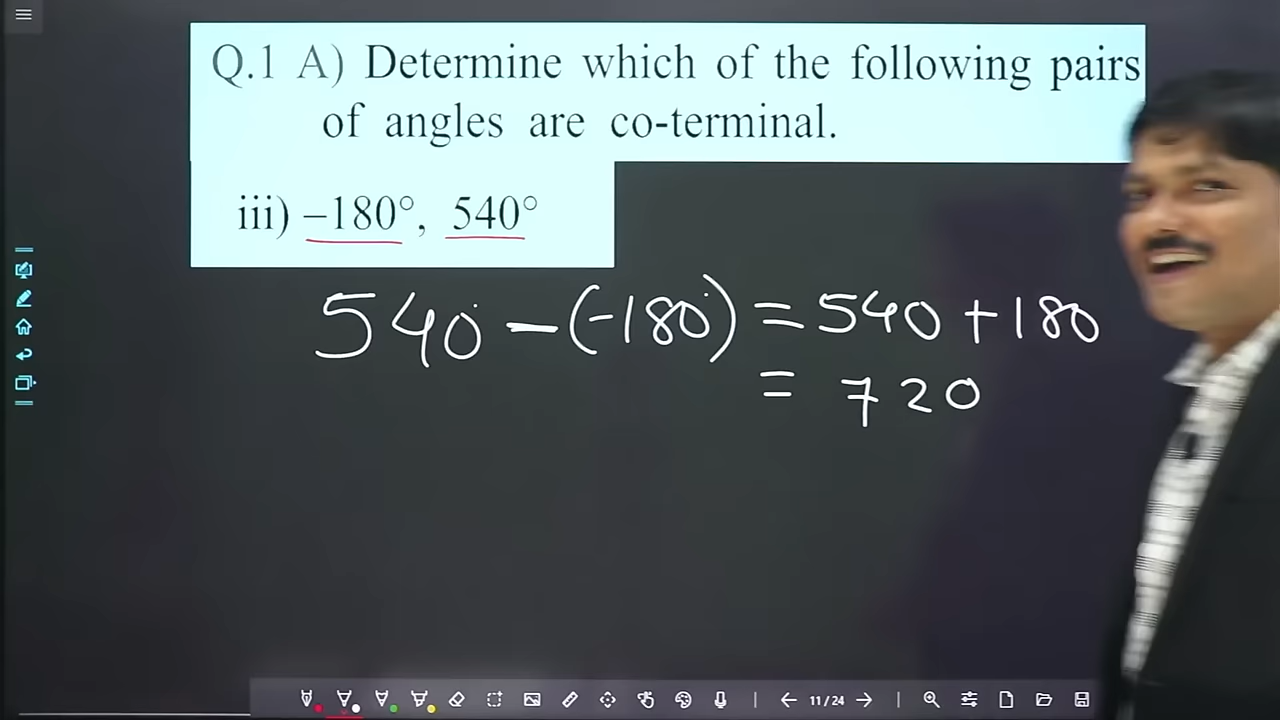 Q.1 A) Determine which of the following pairs
of angles are co-terminal.
iii) –180°, 540°
540° – (-180°) = 540 + 180
= 720
11/24